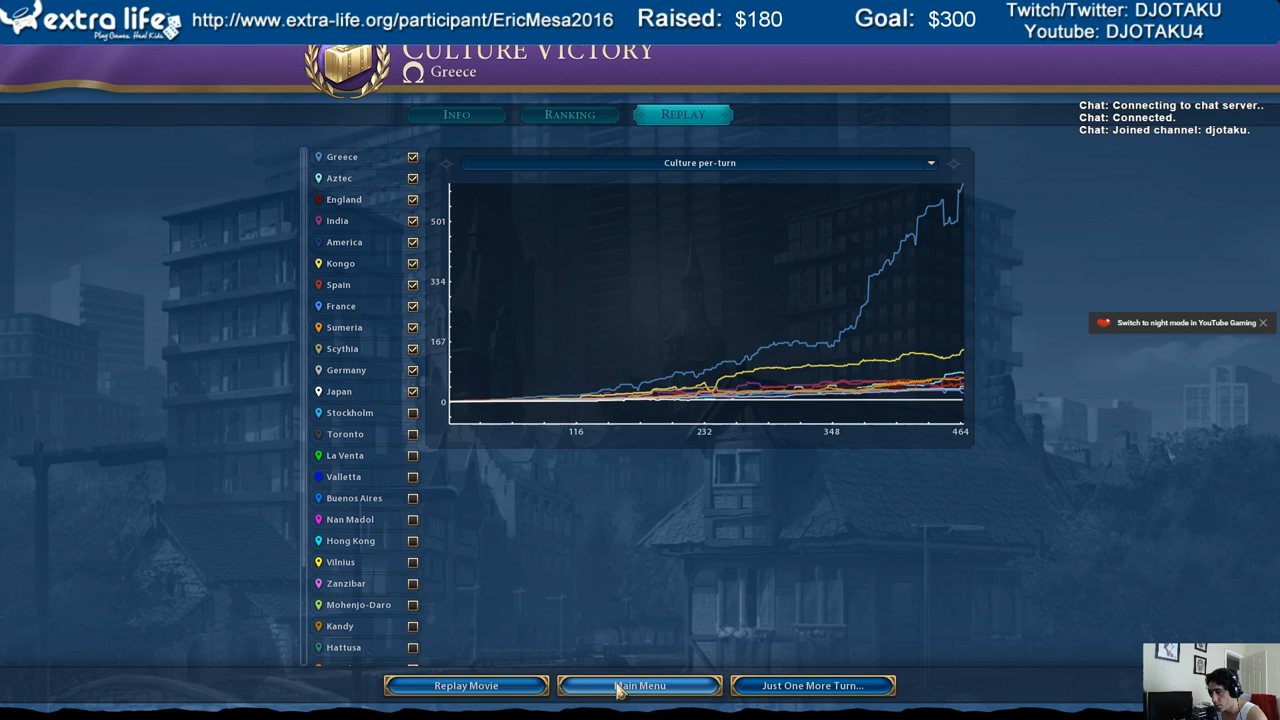 extra life
Play Games. Heal Kids.
http://www.extra-life.org/participant/EricMesa2016
Raised: $180
Goal: $300
Twitch/Twitter: DJOTAKU
Youtube: DJOTAKU4
CULTURE VICTORY
Greece
INFO
RANKING
REPLAY
Chat: Connecting to chat server..
Chat: Connected.
Chat: Joined channel: djotaku.
Culture per-turn
Greece
Aztec
England
India
America
Kongo
Spain
France
Sumeria
Scythia
Germany
Japan
Stockholm
Toronto
La Venta
Valletta
Buenos Aires
Nan Madol
Hong Kong
Vilnius
Zanzibar
Mohenjo-Daro
Kandy
Hattusa
501
334
167
0
116
232
348
464
Switch to night mode in YouTube Gaming
Replay Movie
Main Menu
Just One More Turn...